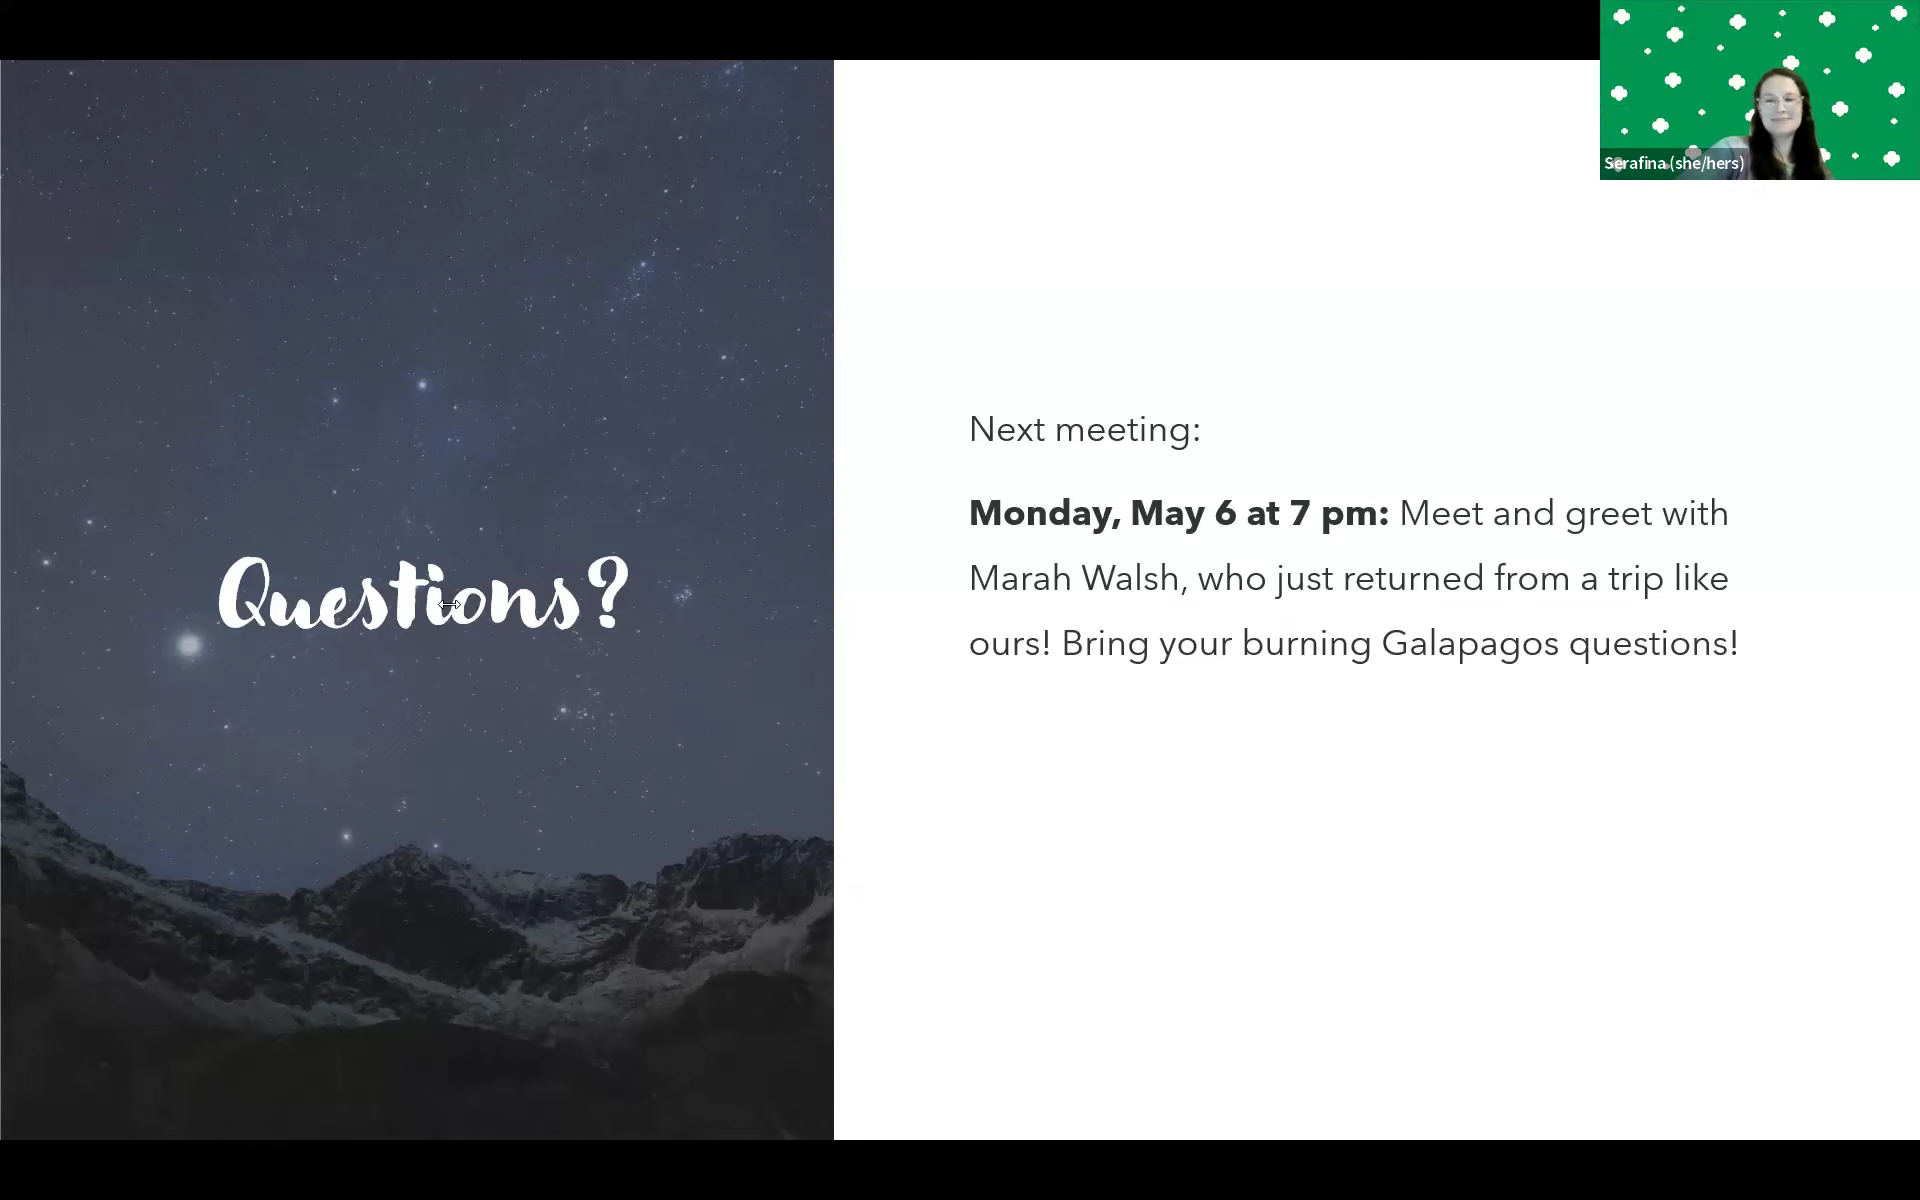 Serafina (she/hers)
Questions?
Next meeting:
Monday, May 6 at 7 pm: Meet and greet with
Marah Walsh, who just returned from a trip like
ours! Bring your burning Galapagos questions!